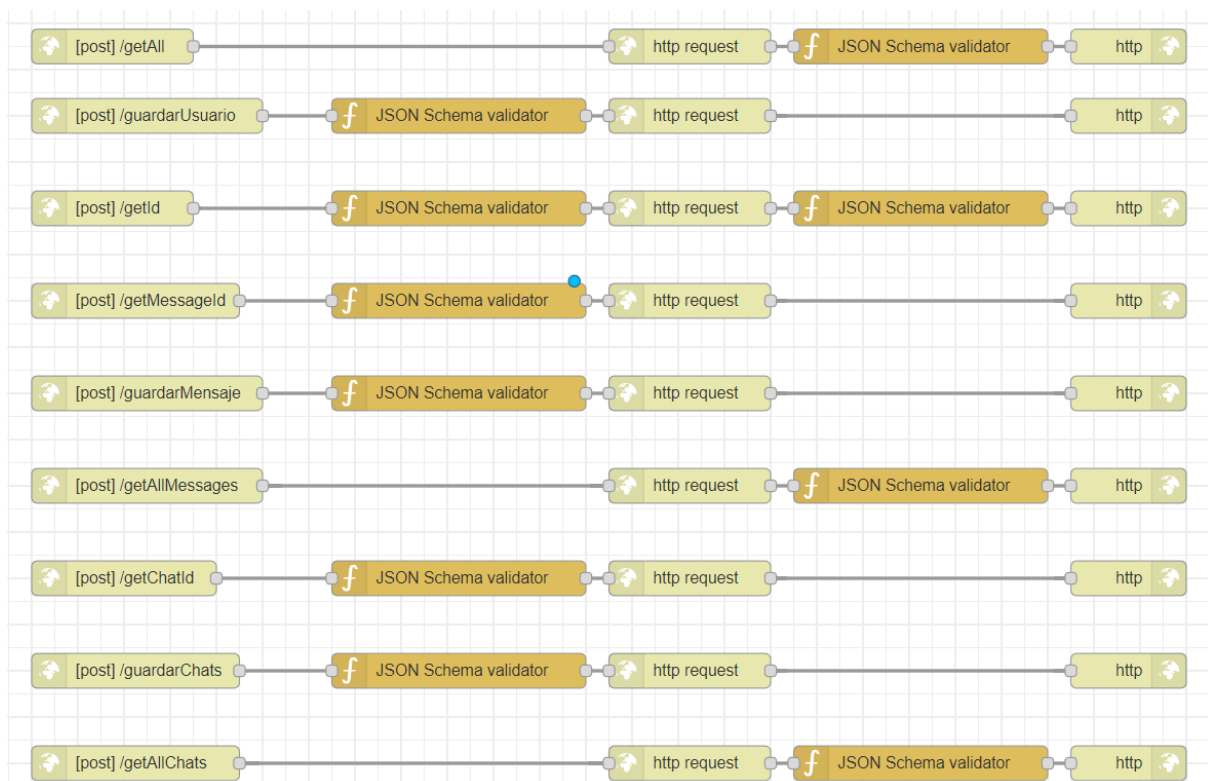 [post] /getAll http request JSON Schema validator http
[post] /guardarUsuario JSON Schema validator http request http
[post] /getId JSON Schema validator http request JSON Schema validator http
[post] /getMessageId JSON Schema validator http request http
[post] /guardarMensaje JSON Schema validator http request http
[post] /getAllMessages http request JSON Schema validator http
[post] /getChatId JSON Schema validator http request http
[post] /guardarChats JSON Schema validator http request http
[post] /getAllChats http request JSON Schema validator http